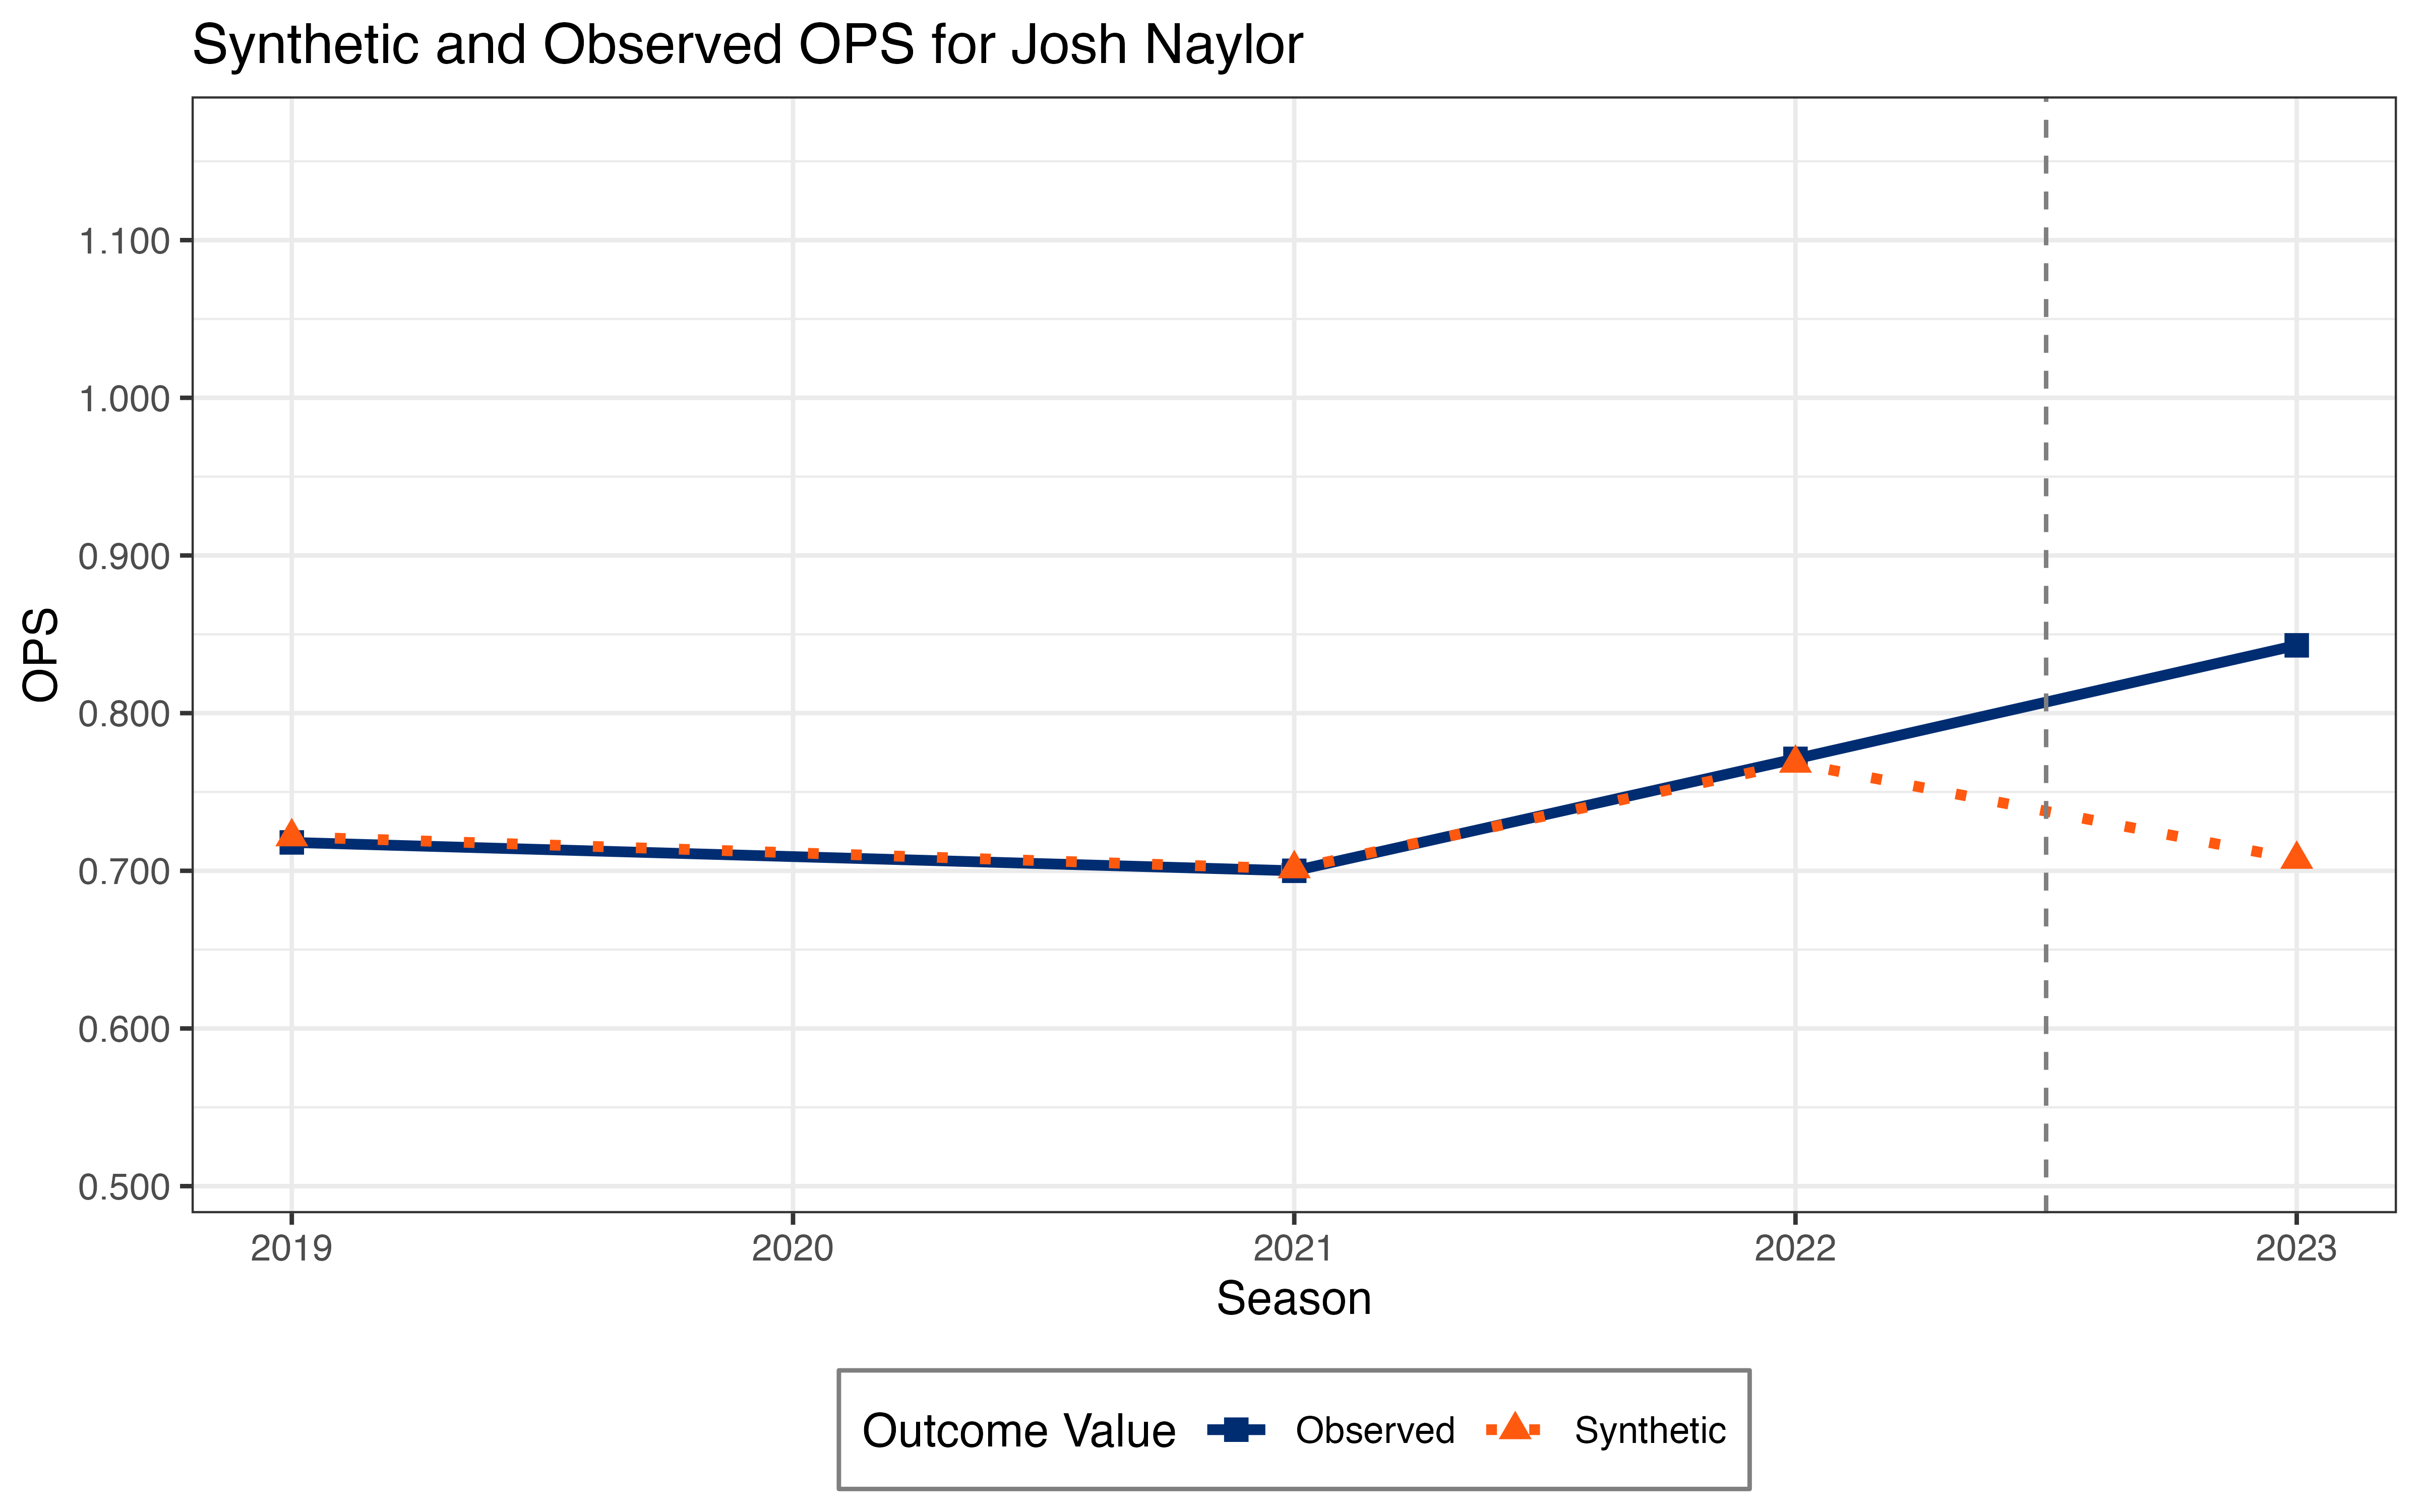 Synthetic and Observed OPS for Josh Naylor
OPS
1.100
1.000
0.900
0.800
0.700
0.600
0.500
2019 2020 2021 2022 2023
Season
Outcome Value Observed Synthetic